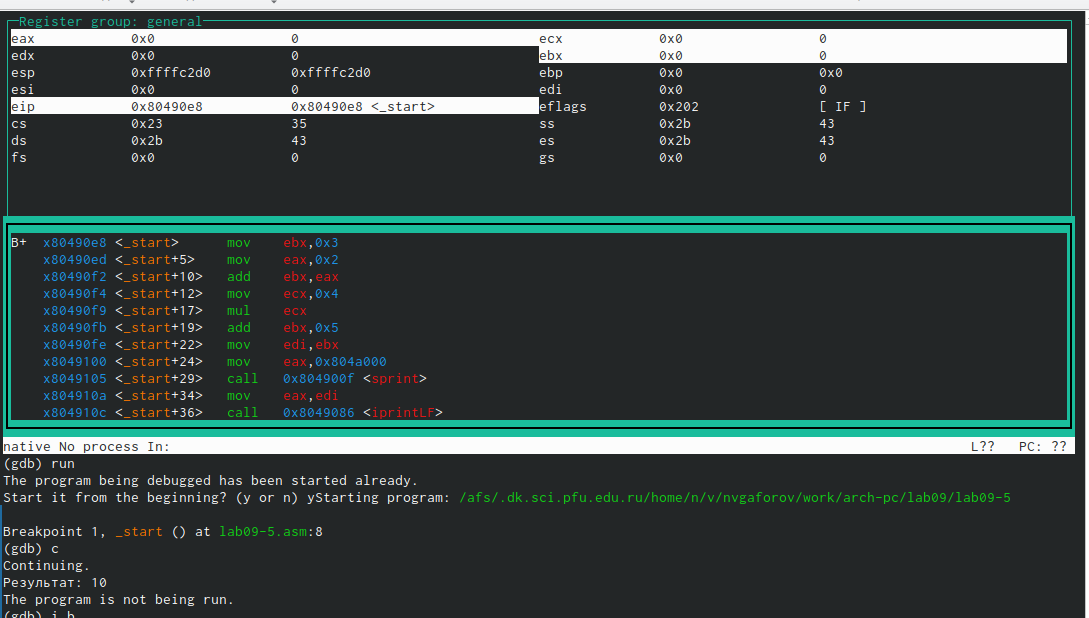 Register group: general
eax 0x0 0 ecx 0x0 0
edx 0x0 0 ebx 0x0 0
esp 0xffffc2d0 0xffffc2d0 ebp 0x0 0x0
esi 0x0 0 edi 0x0 0
eip 0x80490e8 0x80490e8 <_start> eflags 0x202 [ IF ]
cs 0x23 35 ss 0x2b 43
ds 0x2b 43 es 0x2b 43
fs 0x0 0 gs 0x0 0
B+ x80490e8 <_start> mov ebx,0x3
x80490ed <_start+5> mov eax,0x2
x80490f2 <_start+10> add ebx,eax
x80490f4 <_start+12> mov ecx,0x4
x80490f9 <_start+17> mul ecx
x80490fb <_start+19> add ebx,0x5
x80490fe <_start+22> mov edi,ebx
x8049100 <_start+24> mov eax,0x804a000
x8049105 <_start+29> call 0x804900f <sprint>
x804910a <_start+34> mov eax,edi
x804910c <_start+36> call 0x8049086 <iprintLF>
native No process In: L?? PC: ??
(gdb) run
The program being debugged has been started already.
Start it from the beginning? (y or n) yStarting program: /afs/.dk.sci.pfu.edu.ru/home/n/v/nvgaforov/work/arch-pc/lab09/lab09-5
Breakpoint 1, _start () at lab09-5.asm:8
(gdb) c
Continuing.
Результат: 10
The program is not being run.
(gdb) i b